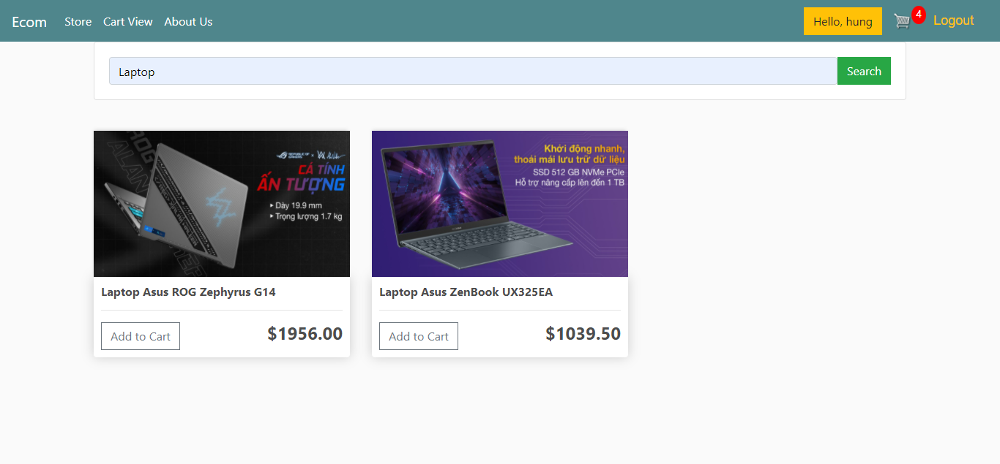 Ecom
Store
Cart View
About Us
Hello, hung
4
Logout
Laptop
Search
REPUBLIC OF
GAMERS
CÁ TÍNH
ẤN TƯỢNG
Dày 19.9 mm
Trọng lượng 1.7 kg
Khởi động nhanh,
thoải mái lưu trữ dữ liệu
SSD 512 GB NVMe PCIe
Hỗ trợ nâng cấp lên đến 1 TB
Laptop Asus ROG Zephyrus G14
Add to Cart
$1956.00
Laptop Asus ZenBook UX325EA
Add to Cart
$1039.50